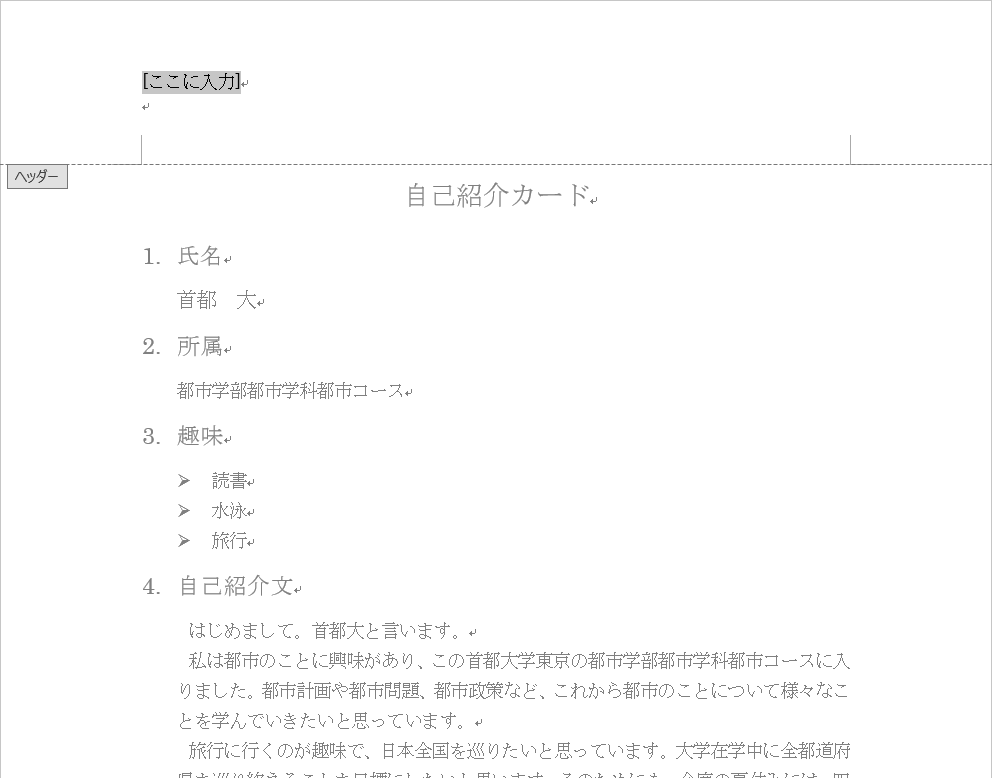 [ここに入力]
ヘッダー
自己紹介カード
1. 氏名
首都　大
2. 所属
都市学部都市学科都市コース
3. 趣味
➢ 読書
➢ 水泳
➢ 旅行
4. 自己紹介文
はじめまして。首都大と言います。
私は都市のことに興味があり、この首都大学東京の都市学部都市学科都市コースに入
りました。都市計画や都市問題、都市政策など、これから都市のことについて様々なこ
とを学んでいきたいと思っています。
旅行に行くのが趣味で、日本全国を巡りたいと思っています。大学在学中に全都道府